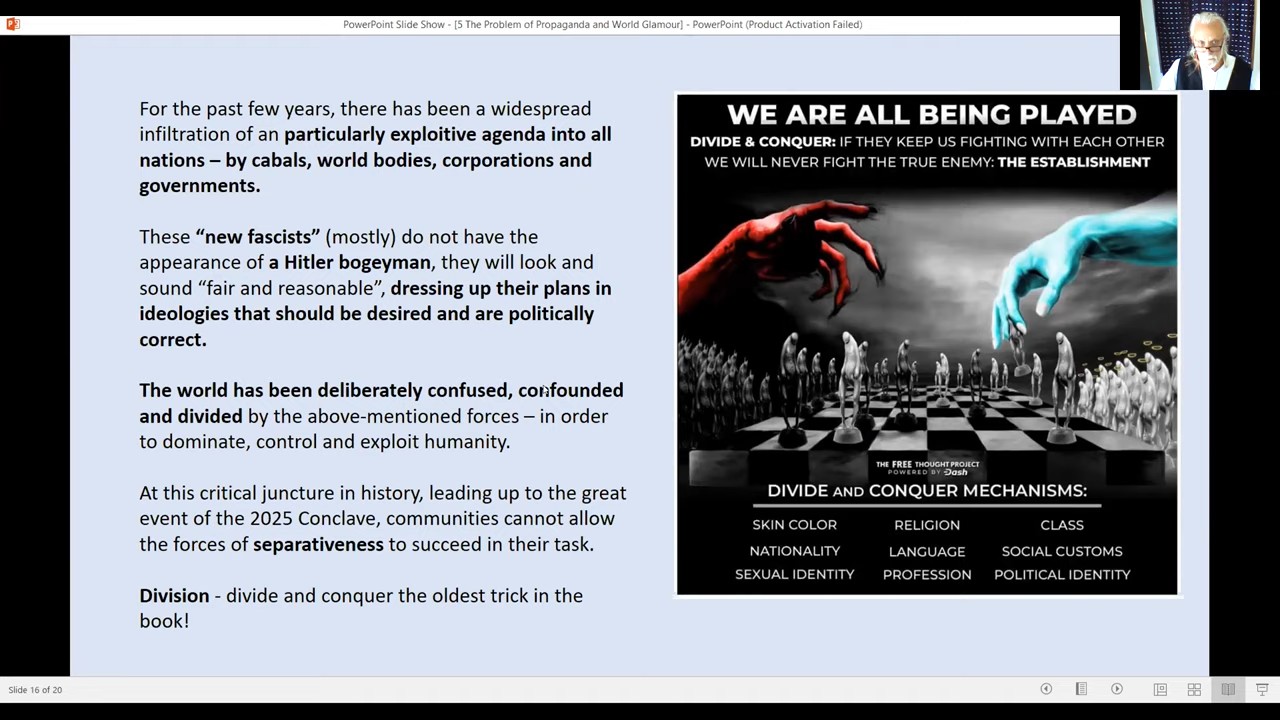 PowerPoint Slide Show - [5 The Problem of Propaganda and World Glamour] - PowerPoint (Product Activation Failed)
For the past few years, there has been a widespread
infiltration of an particularly exploitive agenda into all
nations – by cabals, world bodies, corporations and
governments.
These “new fascists” (mostly) do not have the
appearance of a Hitler bogeyman, they will look and
sound “fair and reasonable”, dressing up their plans in
ideologies that should be desired and are politically
correct.
The world has been deliberately confused, confounded
and divided by the above-mentioned forces – in order
to dominate, control and exploit humanity.
At this critical juncture in history, leading up to the great
event of the 2025 Conclave, communities cannot allow
the forces of separativeness to succeed in their task.
Division - divide and conquer the oldest trick in the
book!
WE ARE ALL BEING PLAYED
DIVIDE & CONQUER: IF THEY KEEP US FIGHTING WITH EACH OTHER
WE WILL NEVER FIGHT THE TRUE ENEMY: THE ESTABLISHMENT
THE FREE THOUGHT PROJECT
POWERED BY Dash
DIVIDE AND CONQUER MECHANISMS:
SKIN COLOR RELIGION CLASS
NATIONALITY LANGUAGE SOCIAL CUSTOMS
SEXUAL IDENTITY PROFESSION POLITICAL IDENTITY
Slide 16 of 20